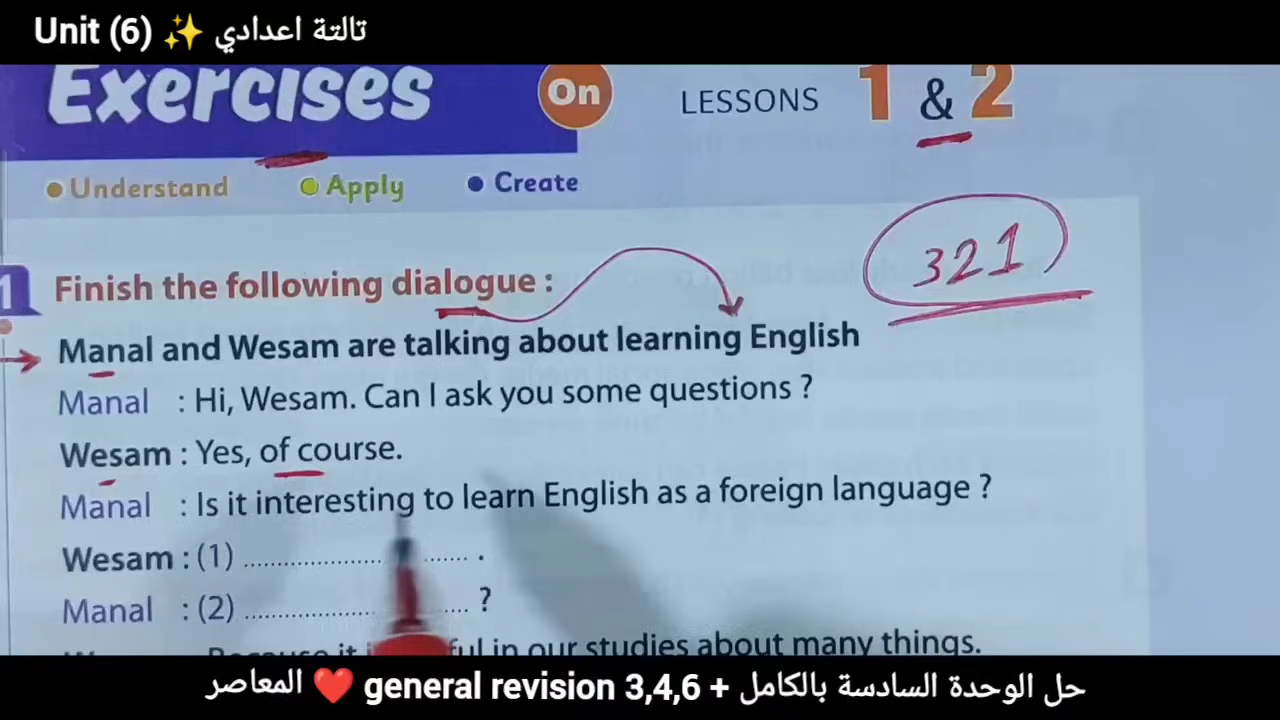 Unit (6) ✨ تالتة اعدادي
Exercises On LESSONS 1 & 2
Understand Apply Create
321
1 Finish the following dialogue :
Manal and Wesam are talking about learning English
Manal : Hi, Wesam. Can I ask you some questions ?
Wesam : Yes, of course.
Manal : Is it interesting to learn English as a foreign language ?
Wesam : (1) ........................ .
Manal : (2) ........................ ?
Because it in our studies about many things.
حل الوحدة السادسة بالكامل + general revision 3,4,6 ❤️ المعاصر